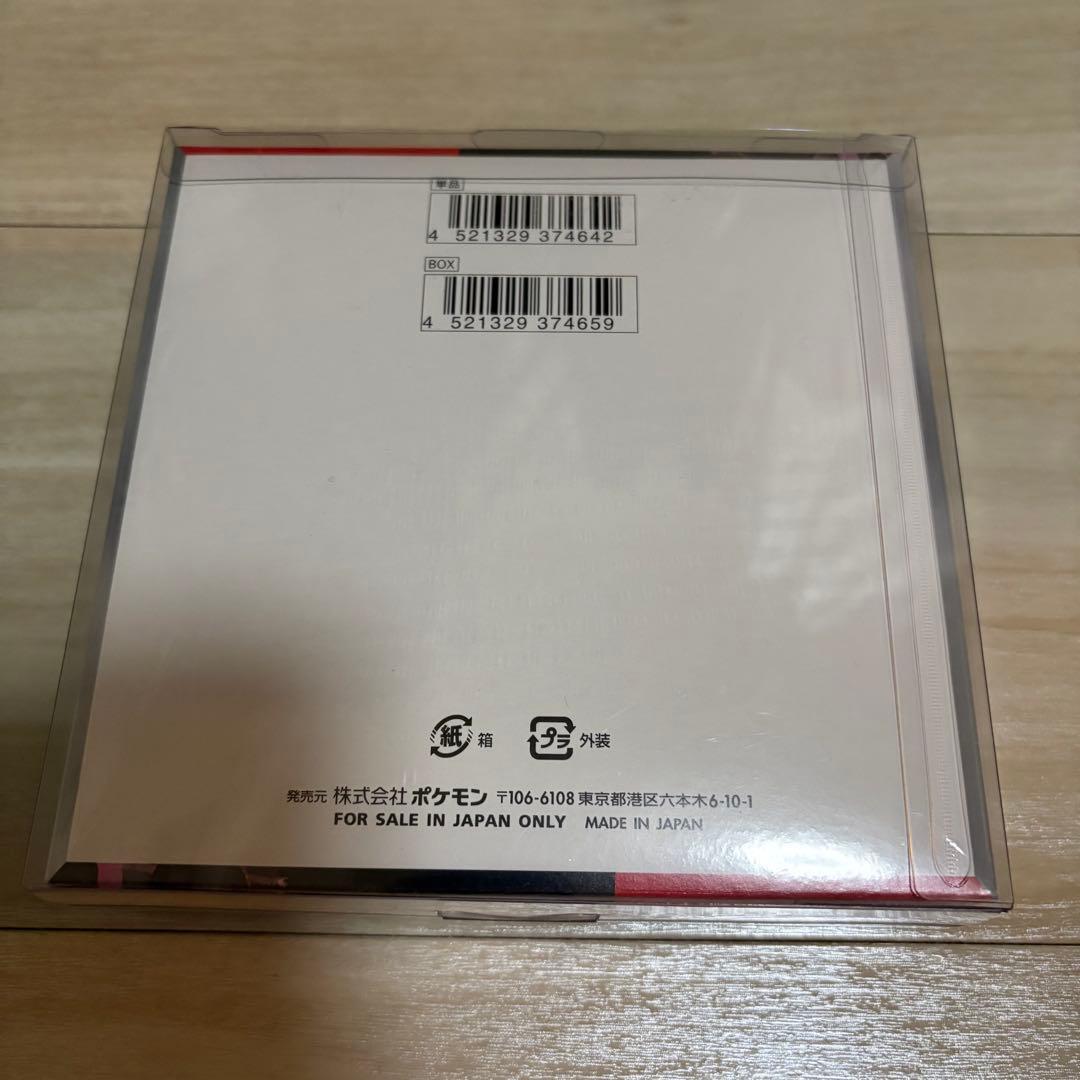 単品
4 521329 374642
BOX
4 521329 374659
紙 箱 プラ 外装
発売元 株式会社 ポケモン 〒106-6108 東京都港区六本木6-10-1
FOR SALE IN JAPAN ONLY MADE IN JAPAN